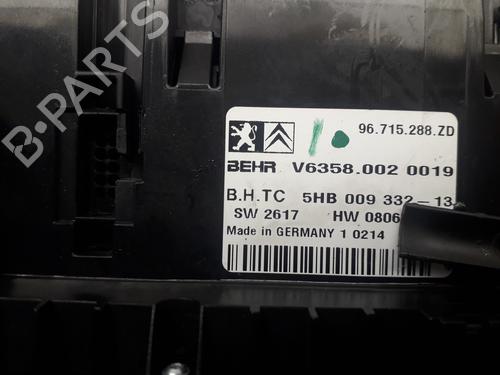 96.715.288.ZD
BEHR V6358.002 0019
B.H.TC 5HB 009 332-13
SW 2617 HW 0806
Made in GERMANY 1 0214
B-PARTS